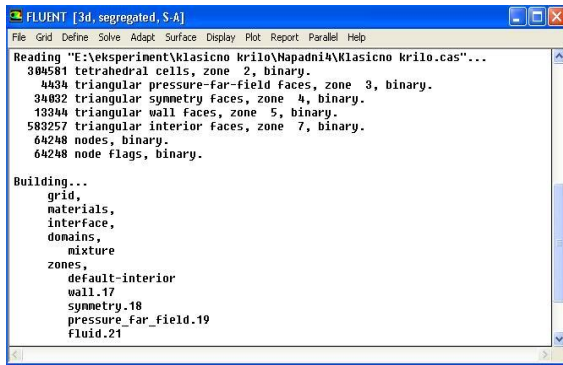 FLUENT [3d, segregated, S-A]
File Grid Define Solve Adapt Surface Display Plot Report Parallel Help
Reading "E:\eksperiment\klasicno krilo\Napadni4\Klasicno krilo.cas"...
304581 tetrahedral cells, zone 2, binary.
4434 triangular pressure-far-field faces, zone 3, binary.
34032 triangular symmetry faces, zone 4, binary.
13344 triangular wall faces, zone 5, binary.
583257 triangular interior faces, zone 7, binary.
64248 nodes, binary.
64248 node flags, binary.
Building...
grid,
materials,
interface,
domains,
mixture
zones,
default-interior
wall.17
symmetry.18
pressure_far_field.19
fluid.21